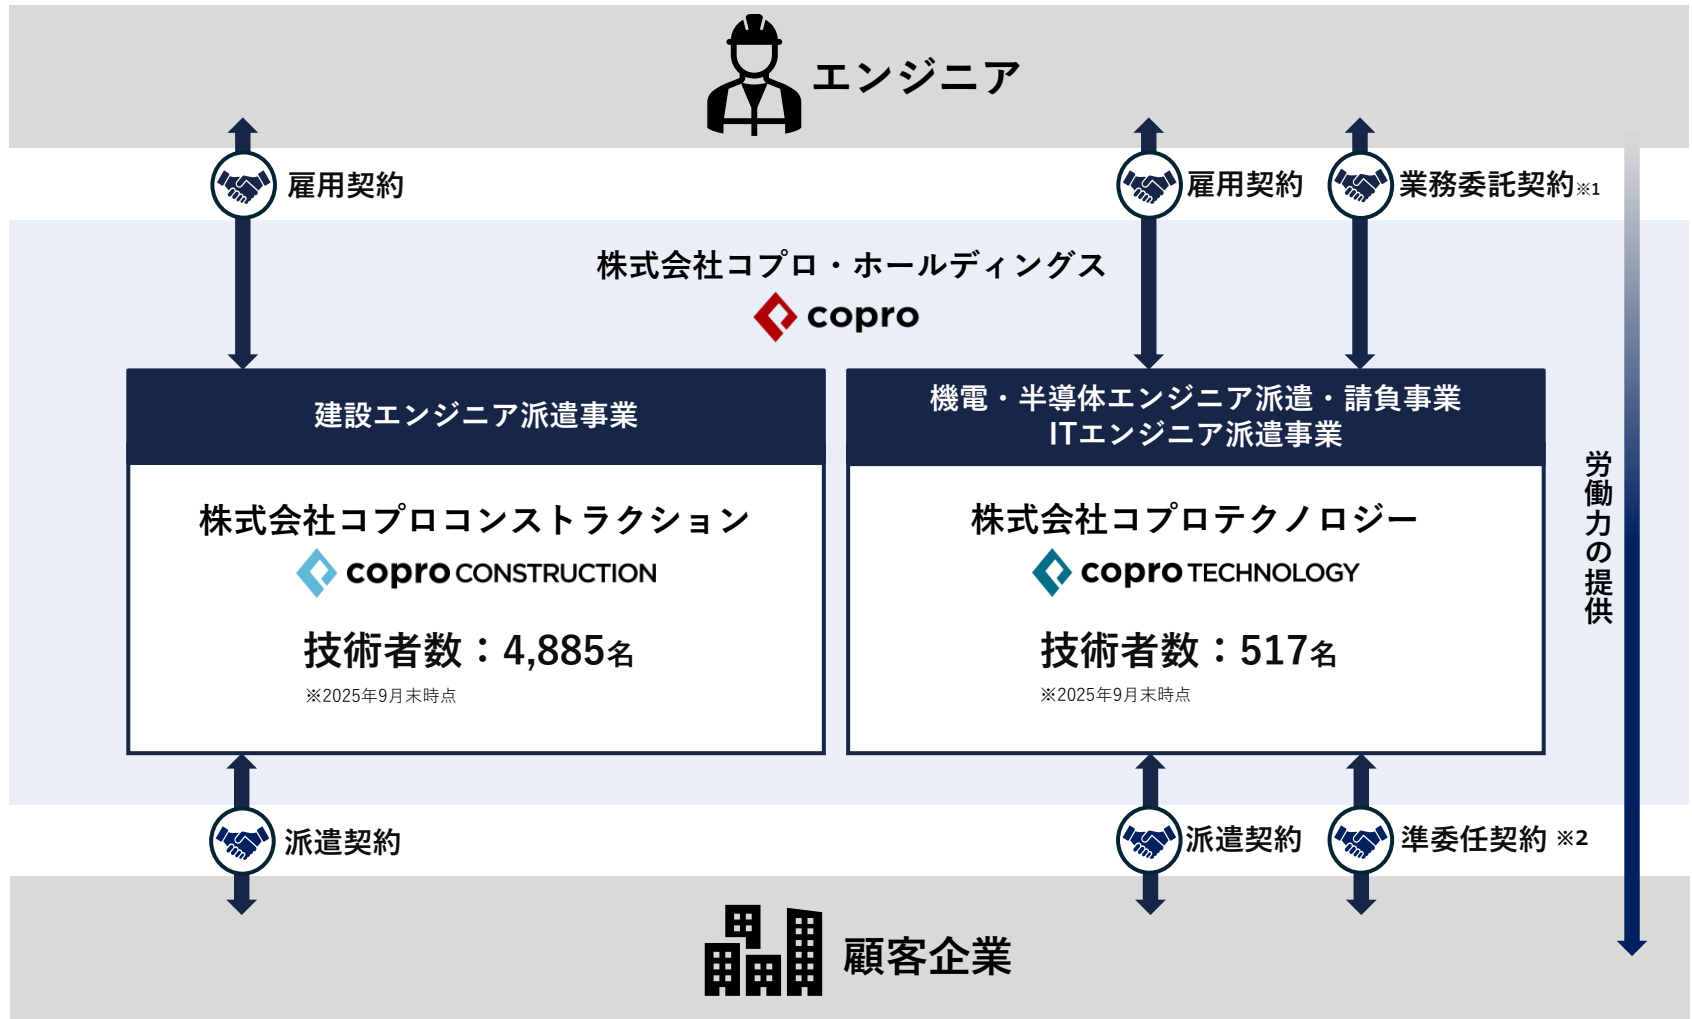 エンジニア
雇用契約
雇用契約
業務委託契約※1
株式会社コプロ・ホールディングス
copro
建設エンジニア派遣事業
機電・半導体エンジニア派遣・請負事業
ITエンジニア派遣事業
株式会社コプロコンストラクション
copro CONSTRUCTION
技術者数：4,885名
※2025年9月末時点
株式会社コプロテクノロジー
copro TECHNOLOGY
技術者数：517名
※2025年9月末時点
労働力の提供
派遣契約
派遣契約
準委任契約 ※2
顧客企業